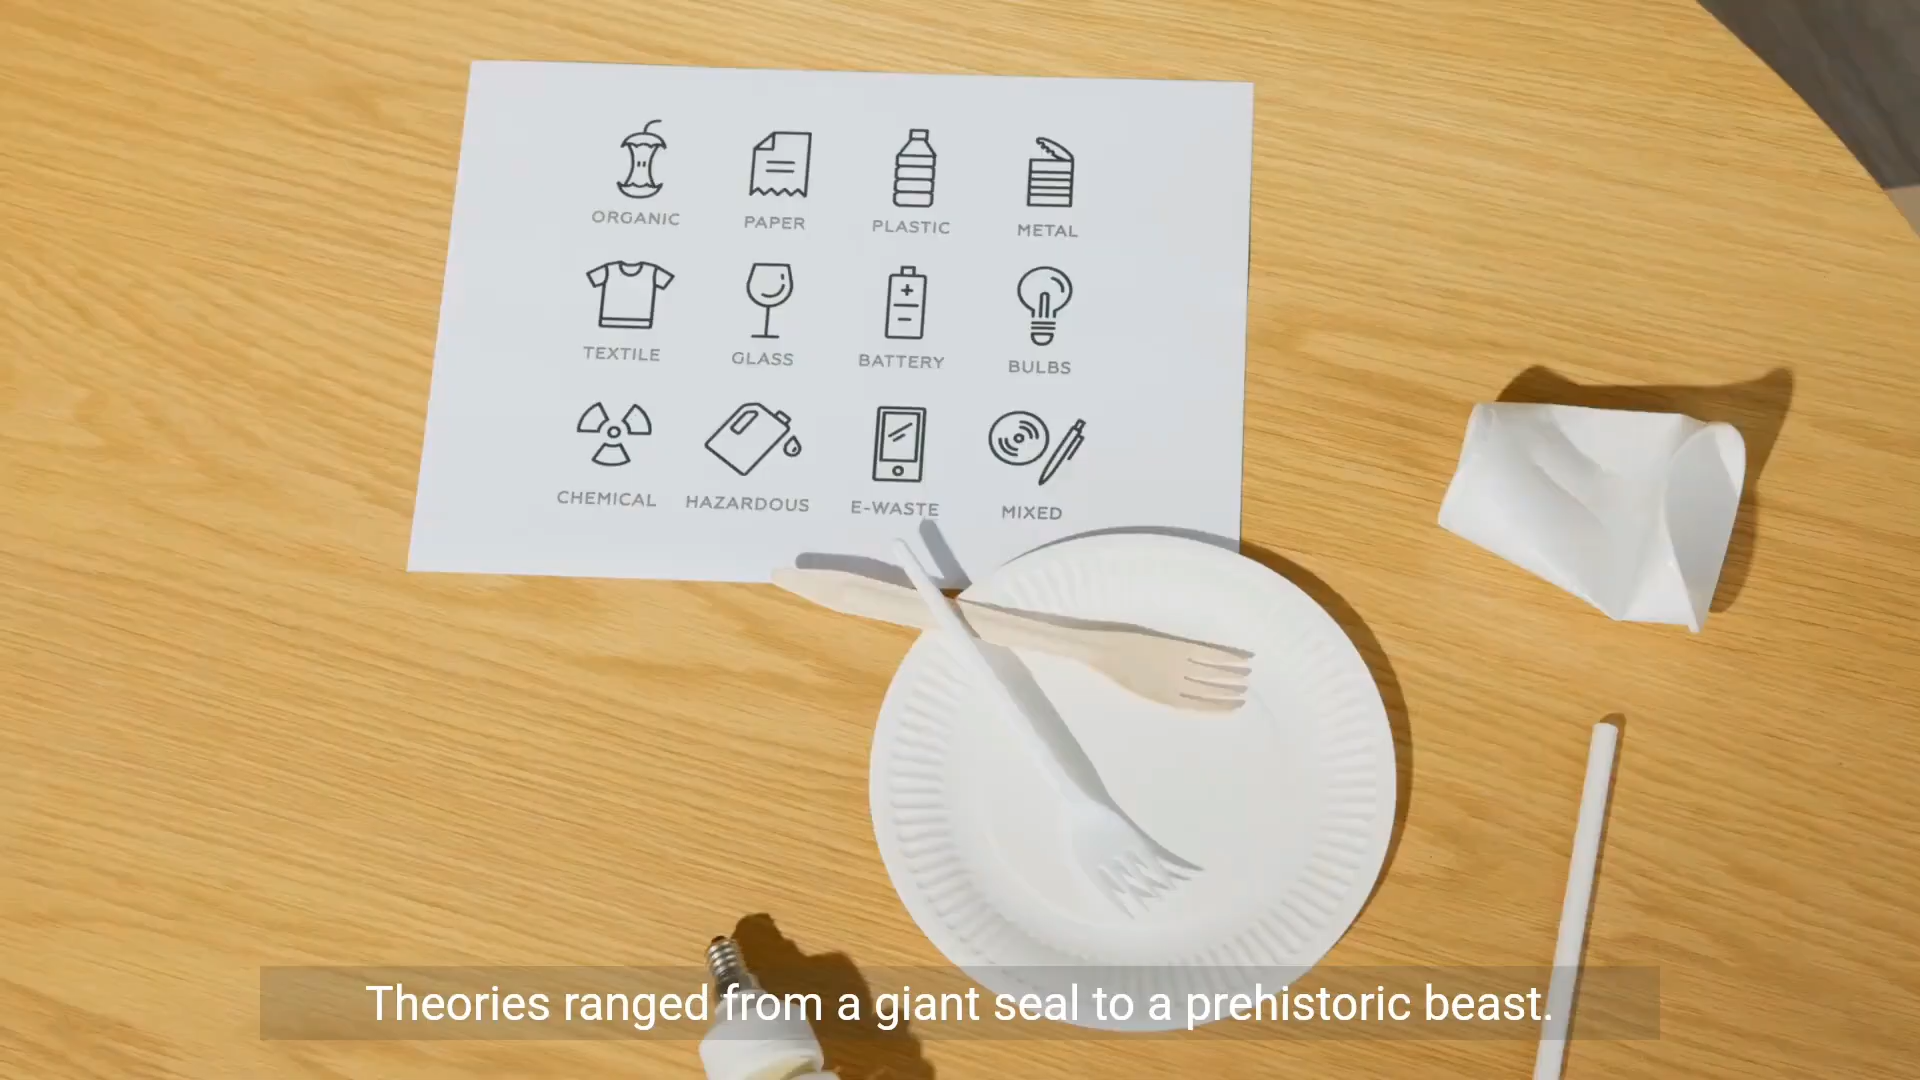 ORGANIC PAPER PLASTIC METAL
TEXTILE GLASS BATTERY BULBS
CHEMICAL HAZARDOUS E-WASTE MIXED
Theories ranged from a giant seal to a prehistoric beast.